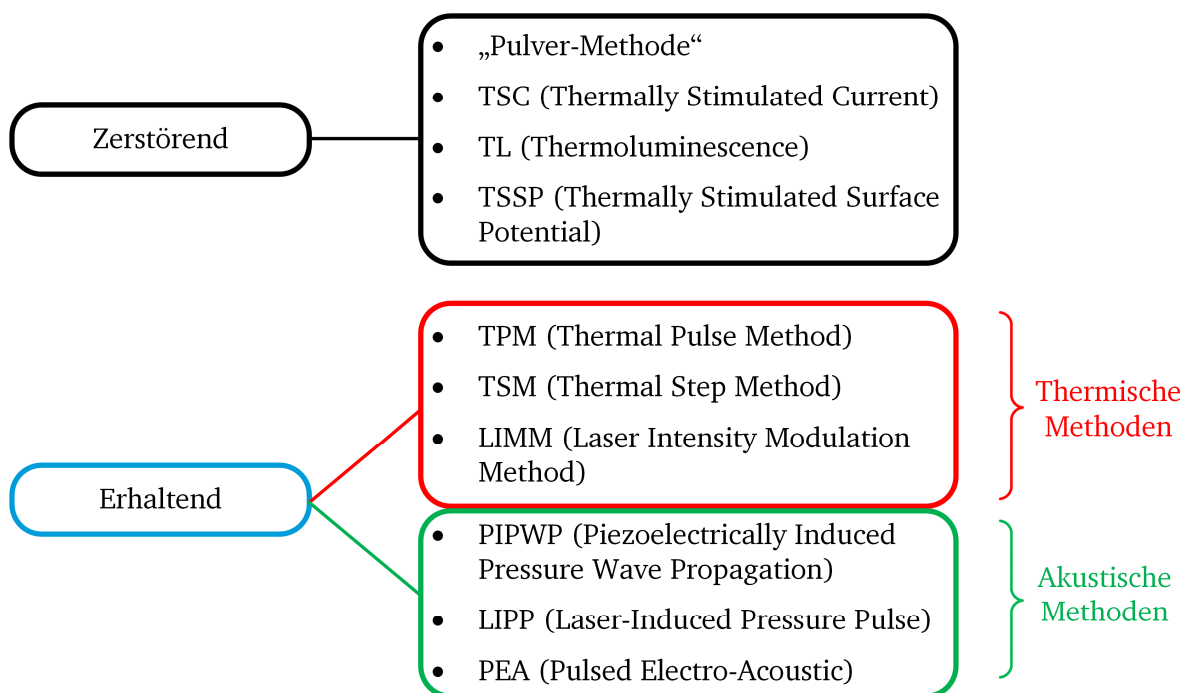 Zerstörend
• „Pulver-Methode“
• TSC (Thermally Stimulated Current)
• TL (Thermoluminescence)
• TSSP (Thermally Stimulated Surface
Potential)
Erhaltend
• TPM (Thermal Pulse Method)
• TSM (Thermal Step Method)
• LIMM (Laser Intensity Modulation
Method)
Thermische
Methoden
• PIPWP (Piezoelectrically Induced
Pressure Wave Propagation)
• LIPP (Laser-Induced Pressure Pulse)
• PEA (Pulsed Electro-Acoustic)
Akustische
Methoden